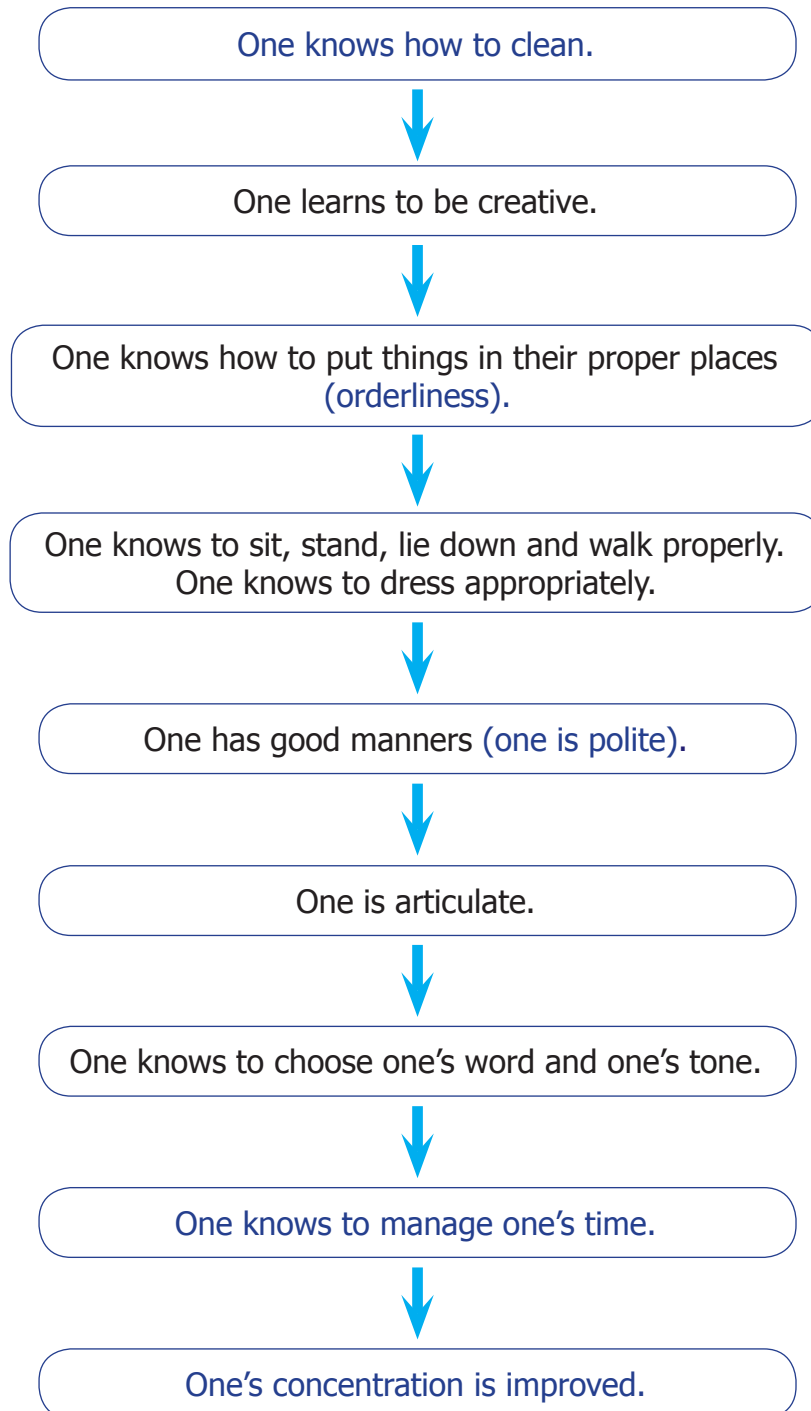 One knows how to clean.
One learns to be creative.
One knows how to put things in their proper places
(orderliness).
One knows to sit, stand, lie down and walk properly.
One knows to dress appropriately.
One has good manners (one is polite).
One is articulate.
One knows to choose one’s word and one’s tone.
One knows to manage one’s time.
One’s concentration is improved.